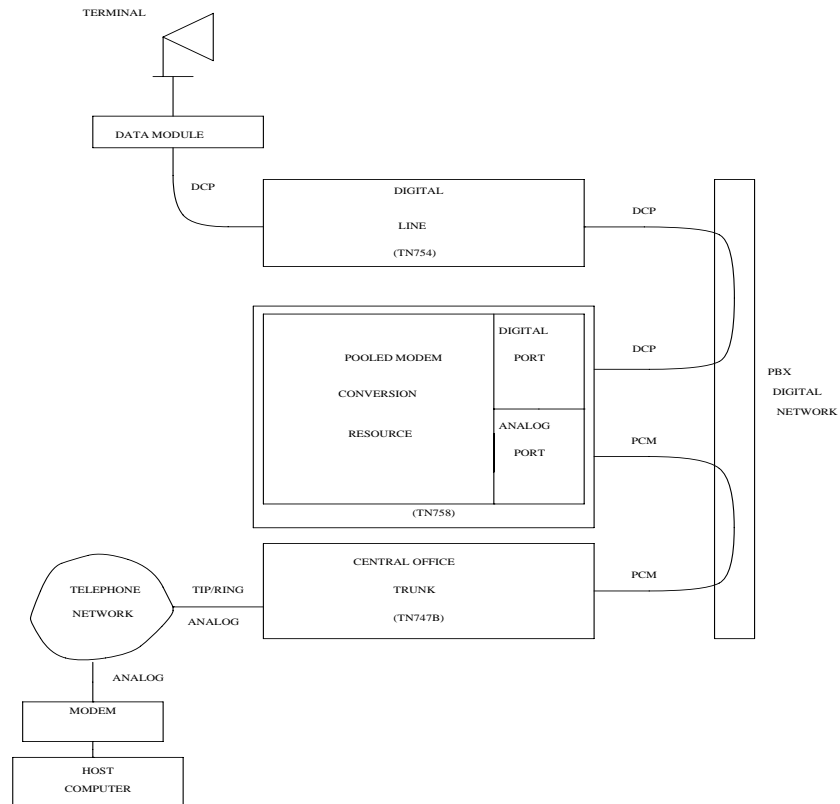 TERMINAL
DATA MODULE
DCP
DIGITAL
LINE
(TN754)
DCP
POOLED MODEM
CONVERSION
RESOURCE
DIGITAL
PORT
ANALOG
PORT
(TN758)
DCP
PCM
PBX
DIGITAL
NETWORK
CENTRAL OFFICE
TRUNK
(TN747B)
PCM
TELEPHONE
NETWORK
TIP/RING
ANALOG
ANALOG
MODEM
HOST
COMPUTER